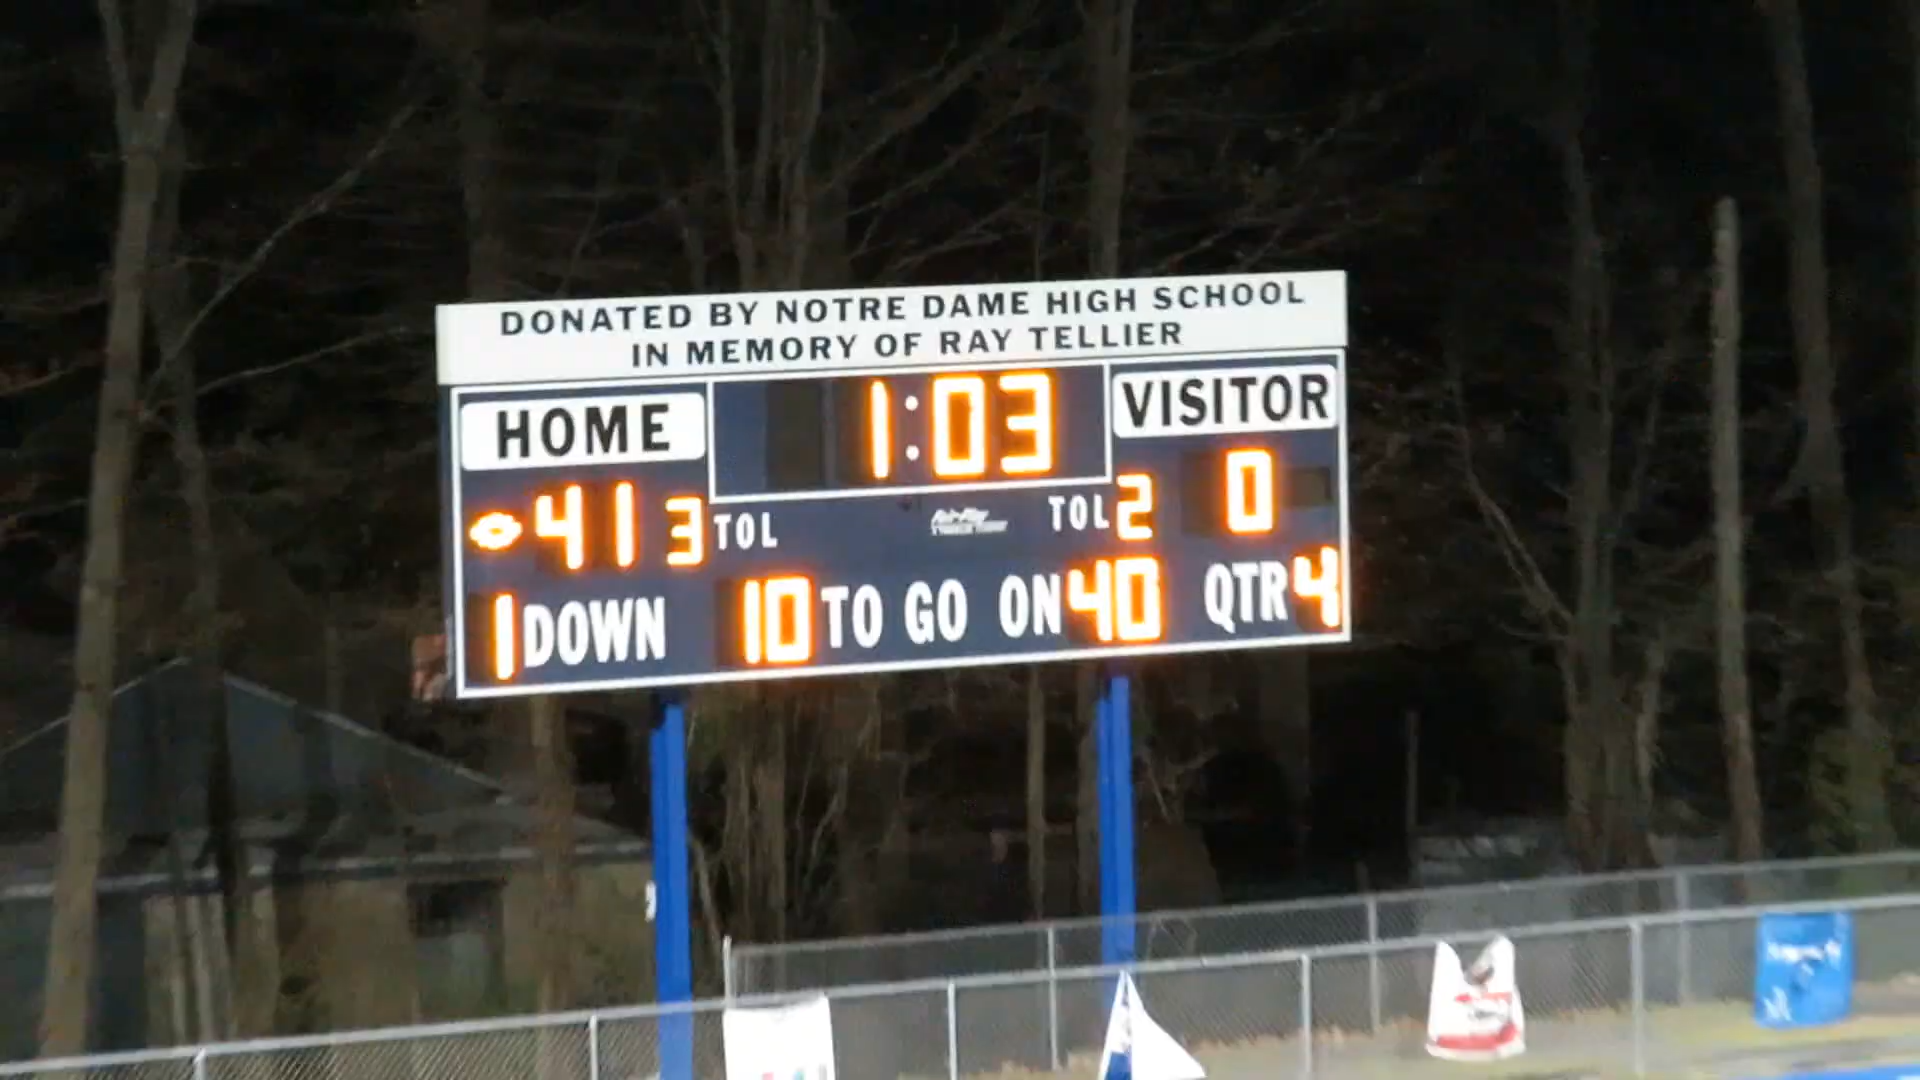 DONATED BY NOTRE DAME HIGH SCHOOL
IN MEMORY OF RAY TELLIER
HOME 1:03 VISITOR
41 3 TOL TOL 2 0
1 DOWN 10 TO GO ON 40 QTR 4